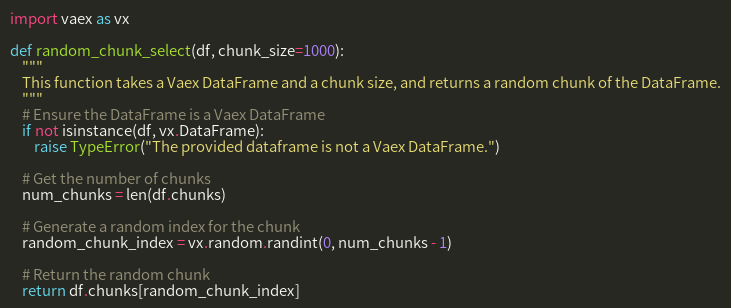 import vaex as vx
def random_chunk_select(df, chunk_size=1000):
"""
This function takes a Vaex DataFrame and a chunk size, and returns a random chunk of the DataFrame.
"""
# Ensure the DataFrame is a Vaex DataFrame
if not isinstance(df, vx.DataFrame):
raise TypeError("The provided dataframe is not a Vaex DataFrame.")
# Get the number of chunks
num_chunks = len(df.chunks)
# Generate a random index for the chunk
random_chunk_index = vx.random.randint(0, num_chunks - 1)
# Return the random chunk
return df.chunks[random_chunk_index]